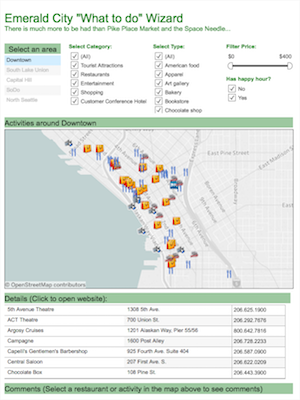 Emerald City "What to do" Wizard
There is much more to be had than Pike Place Market and the Space Needle...
Select an area
Downtown
South Lake Union
Capital Hill
SoDo
North Seattle
Select Category:
(All)
Tourist Attractions
Restaurants
Entertainment
Shopping
Customer Conference Hotel
Select Type:
(All)
American food
Apparel
Art gallery
Bakery
Bookstore
Chocolate shop
Filter Price:
$0 $400
Has happy hour?
No
Yes
Activities around Downtown
East Pine Street
East Madison St
Broadway
© OpenStreetMap contributors
Details (Click to open website):
5th Avenue Theatre 1308 5th Ave. 206.625.1900
ACT Theatre 700 Union St. 206.292.7676
Argosy Cruises 1201 Alaskan Way, Pier 55/56 800.642.7816
Campagne 1600 Post Alley 206.728.2233
Capelli's Gentlemen's Barbershop 925 Fourth Ave, Suite 404 206.587.0900
Central Saloon 207 First Ave. S. 206.622.0209
Chocolate Box 108 Pine St. 206.443.3900
Comments (Select a restaurant or activity in the map above to see comments)